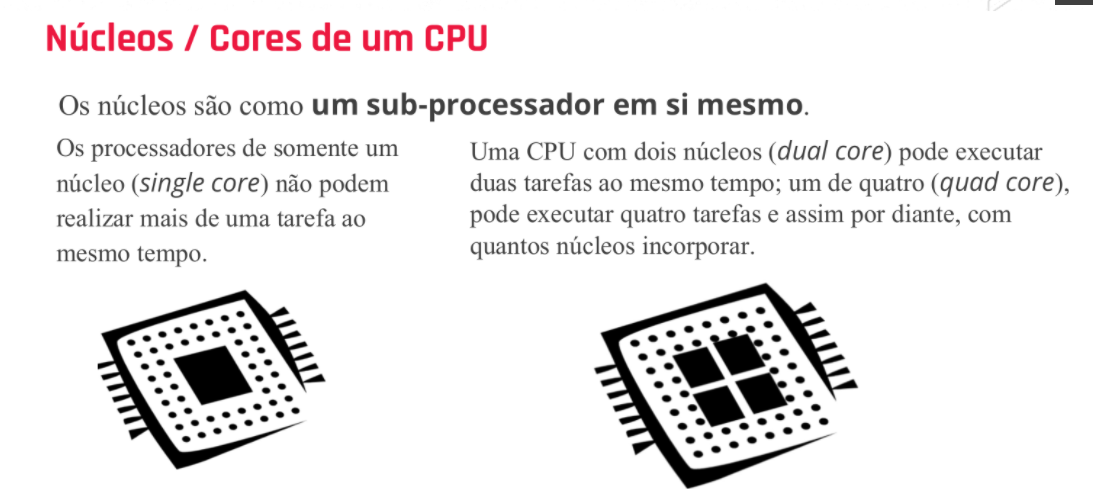 Núcleos / Cores de um CPU
Os núcleos são como um sub-processador em si mesmo.
Os processadores de somente um
núcleo (single core) não podem
realizar mais de uma tarefa ao
mesmo tempo.
Uma CPU com dois núcleos (dual core) pode executar
duas tarefas ao mesmo tempo; um de quatro (quad core),
pode executar quatro tarefas e assim por diante, com
quantos núcleos incorporar.